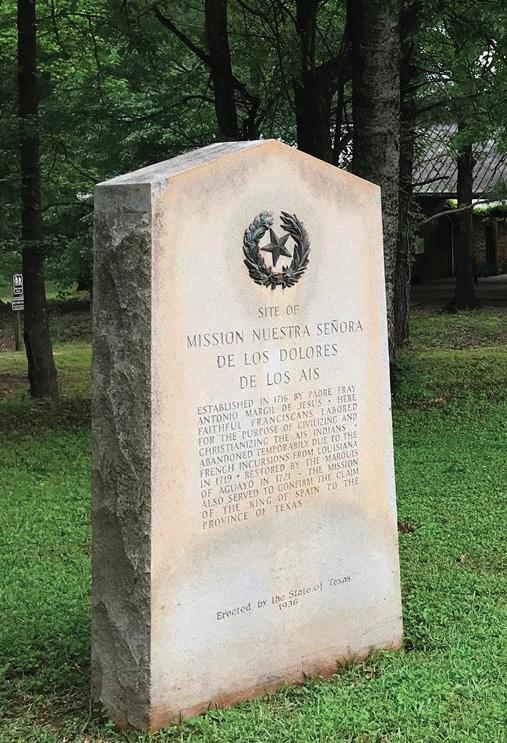 SITE OF
MISSION NUESTRA SEÑORA
DE LOS DOLORES
DE LOS AIS
ESTABLISHED IN 1716 BY PADRE FRAY
ANTONIO MARGIL DE JESUS • HERE
FAITHFUL FRANCISCANS LABORED
FOR THE PURPOSE OF CIVILIZING AND
CHRISTIANIZING THE AIS INDIANS •
ABANDONED TEMPORARILY DUE TO THE
FRENCH INCURSIONS FROM LOUISIANA
IN 1719 • RESTORED BY THE MARQUIS
OF AGUAYO IN 1721 • THE MISSION
ALSO SERVED TO CONFIRM THE CLAIM
OF THE KING OF SPAIN TO THE
PROVINCE OF TEXAS
Erected by the State of Texas
1936